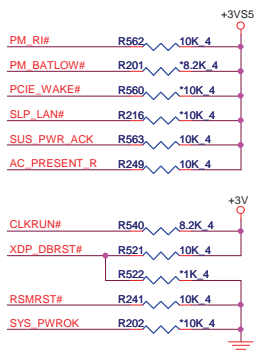 +3VS5
PM_RI# R562 10K_4
PM_BATLOW# R201 *8.2K_4
PCIE_WAKE# R560 *10K_4
SLP_LAN# R216 *10K_4
SUS_PWR_ACK R563 10K_4
AC_PRESENT_R R249 10K_4
+3V
CLKRUN# R540 8.2K_4
XDP_DBRST# R521 10K_4
R522 *1K_4
RSMRST# R241 10K_4
SYS_PWROK R202 *10K_4